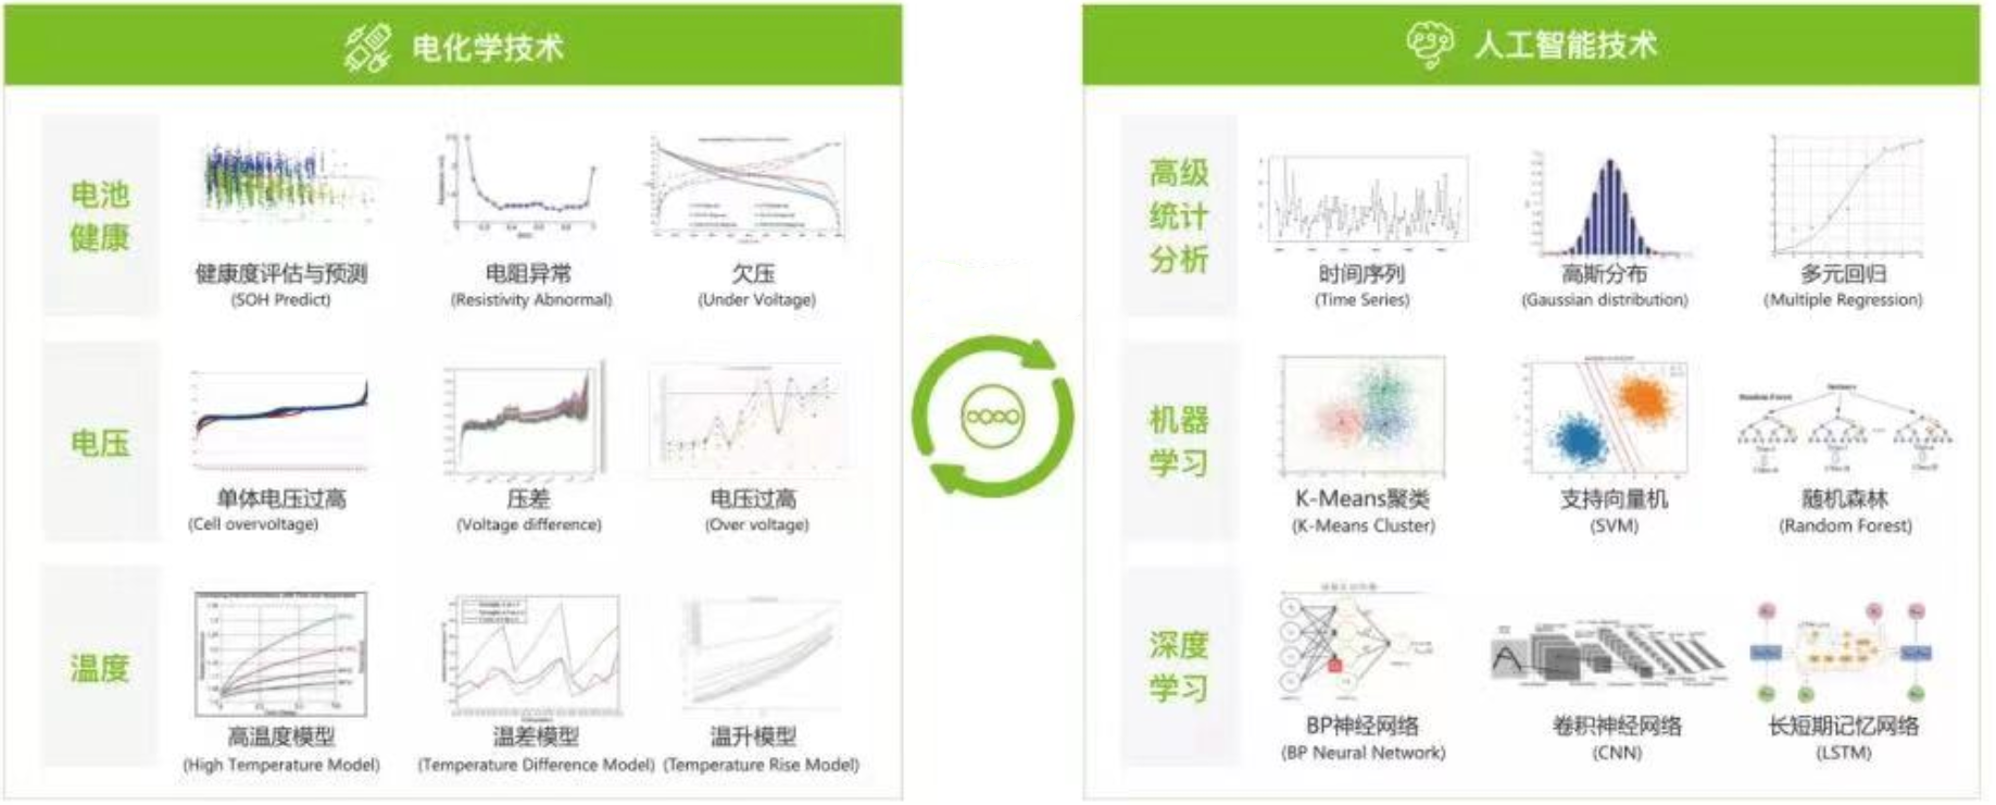 电化学技术
电池
健康
健康度评估与预测
(SOH Predict)
电阻异常
(Resistivity Abnormal)
欠压
(Under Voltage)
电压
单体电压过高
(Cell overvoltage)
压差
(Voltage difference)
电压过高
(Over voltage)
温度
高温度模型
(High Temperature Model)
温差模型
(Temperature Difference Model)
温升模型
(Temperature Rise Model)
人工智能技术
高级
统计
分析
时间序列
(Time Series)
高斯分布
(Gaussian distribution)
多元回归
(Multiple Regression)
机器
学习
K-Means聚类
(K-Means Cluster)
支持向量机
(SVM)
Random Forest
随机森林
(Random Forest)
深度
学习
BP神经网络
(BP Neural Network)
卷积神经网络
(CNN)
长短期记忆网络
(LSTM)